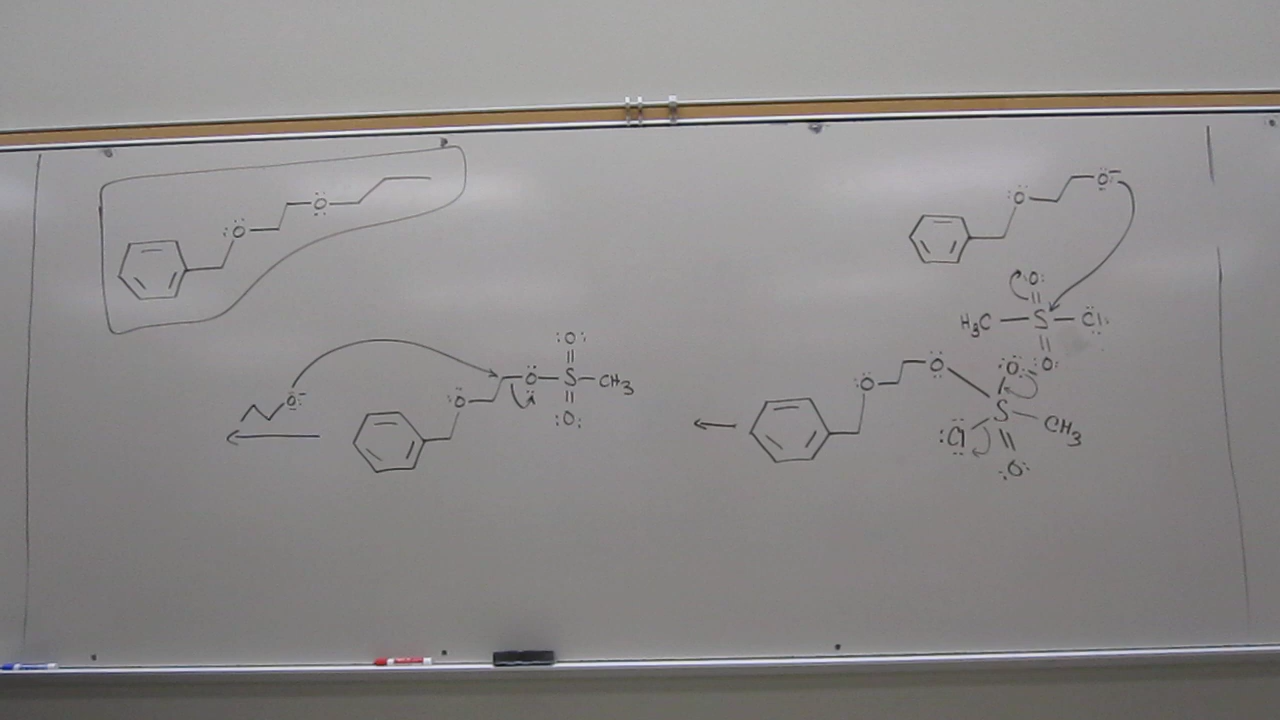 :Ö
:Ö:
:Ö
:Ö:⁻
:O:
H₃C — S — Cl:
O:
:Ö:⁻
:Ö
:Ö — S — CH₃
:O:
:O:
:Ö
:Ö
:Ö:
S
:Cl
CH₃
:O: